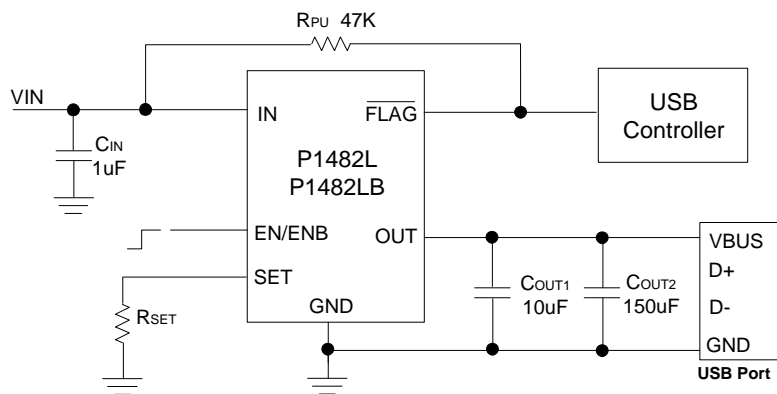 RPU 47K
VIN
IN
FLAG
USB
Controller
CIN
1uF
P1482L
P1482LB
EN/ENB
OUT
VBUS
SET
D+
COUT1
10uF
COUT2
150uF
D-
RSET
GND
GND
USB Port